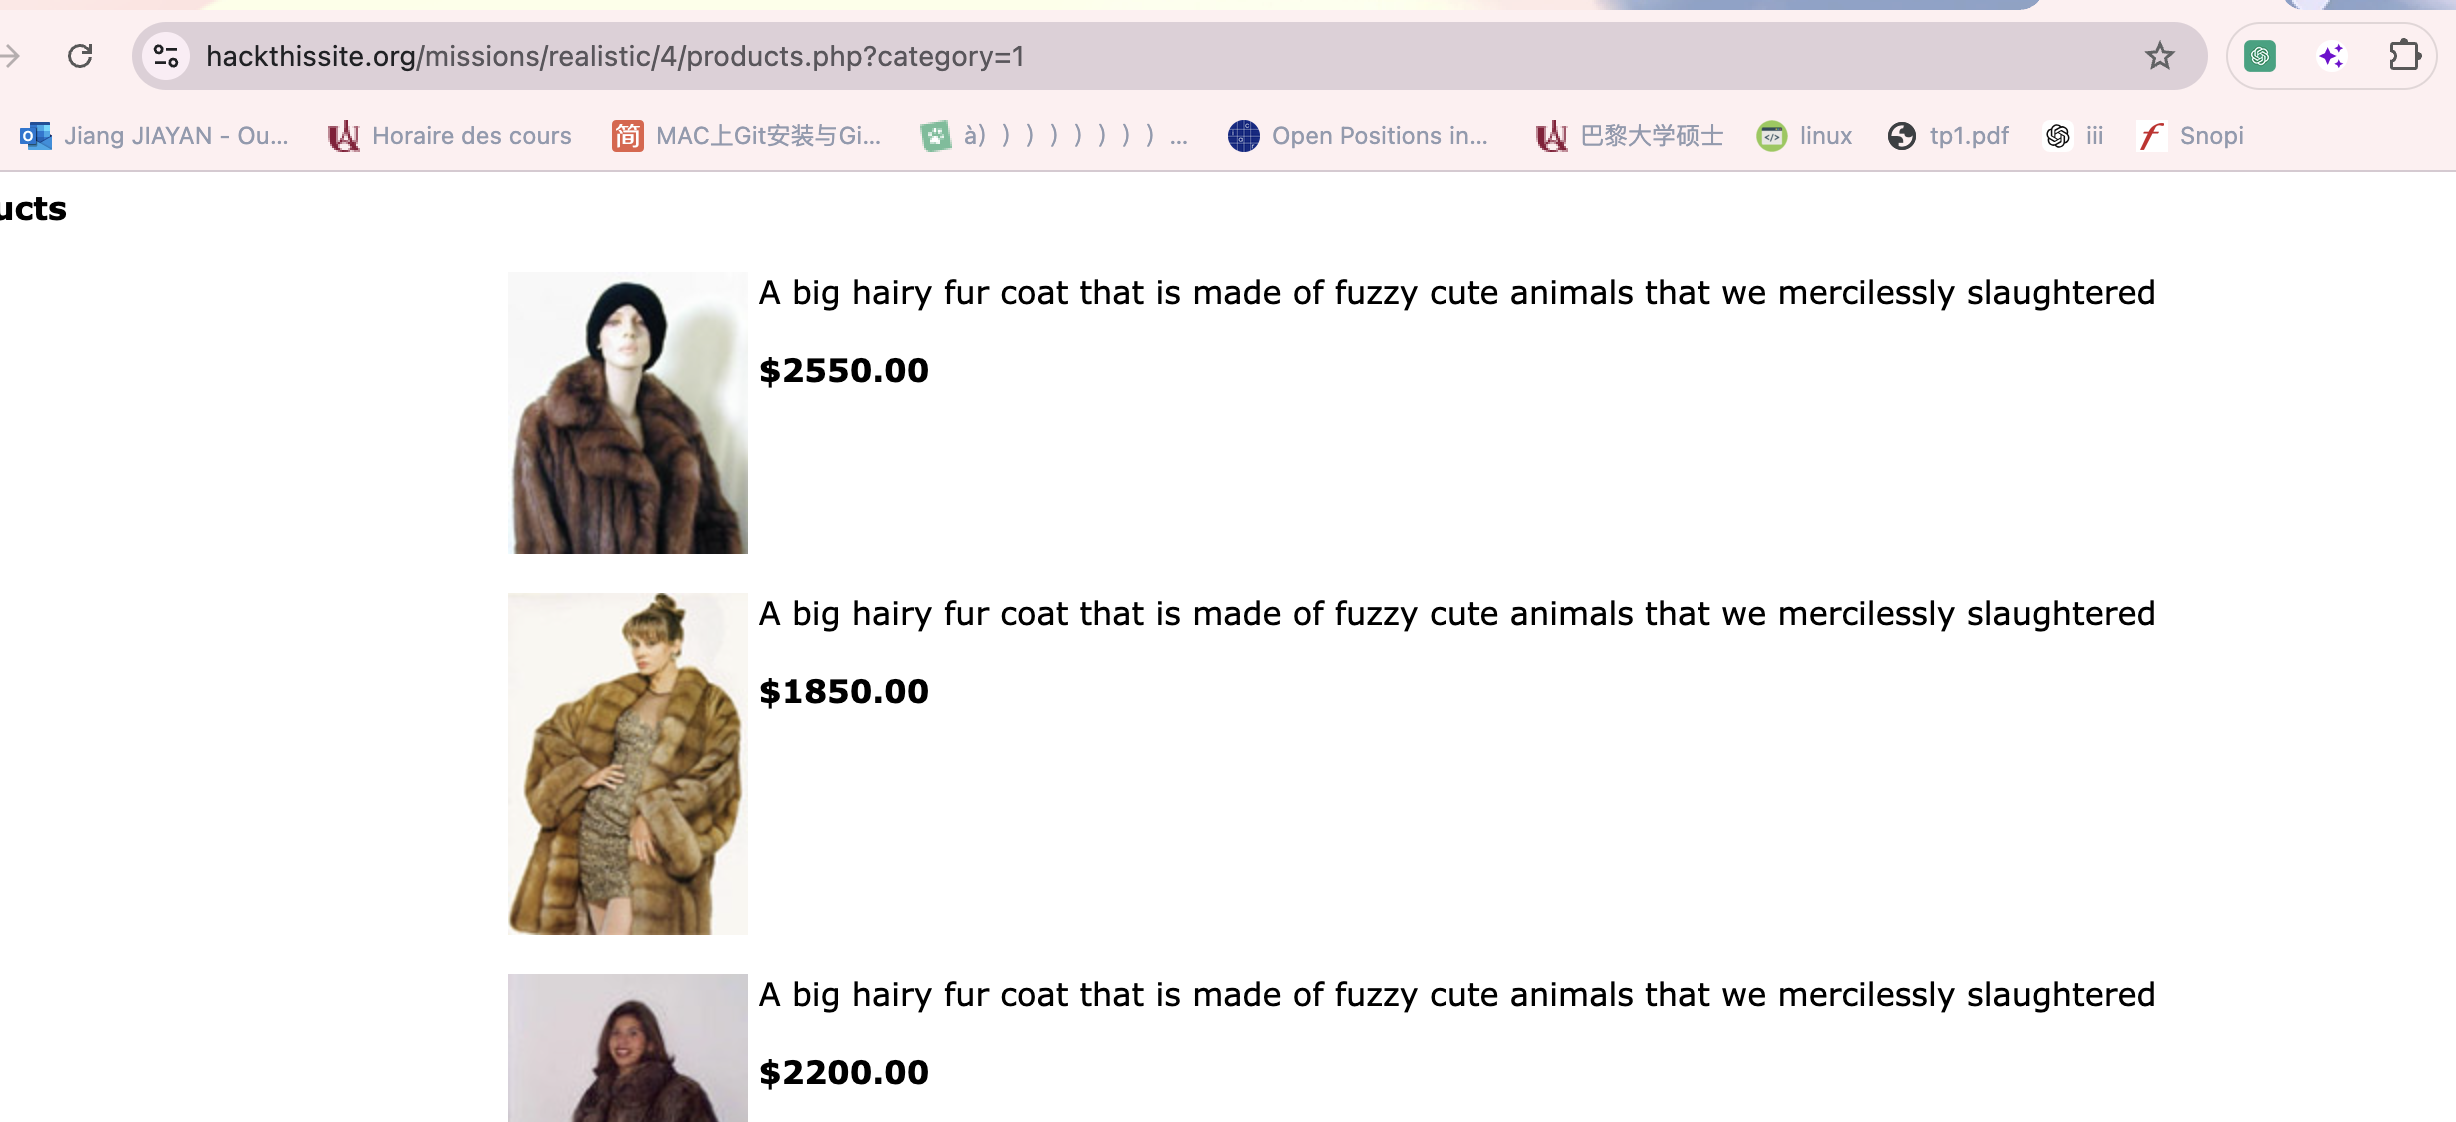 hackthissite.org/missions/realistic/4/products.php?category=1
Jiang JIAYAN - Ou... Horaire des cours MAC上Git安装与Gi... à) ) ) ) ) ) ) ) ... Open Positions in... 巴黎大学硕士 linux tp1.pdf iii Snopi
ucts
A big hairy fur coat that is made of fuzzy cute animals that we mercilessly slaughtered
$2550.00
A big hairy fur coat that is made of fuzzy cute animals that we mercilessly slaughtered
$1850.00
A big hairy fur coat that is made of fuzzy cute animals that we mercilessly slaughtered
$2200.00